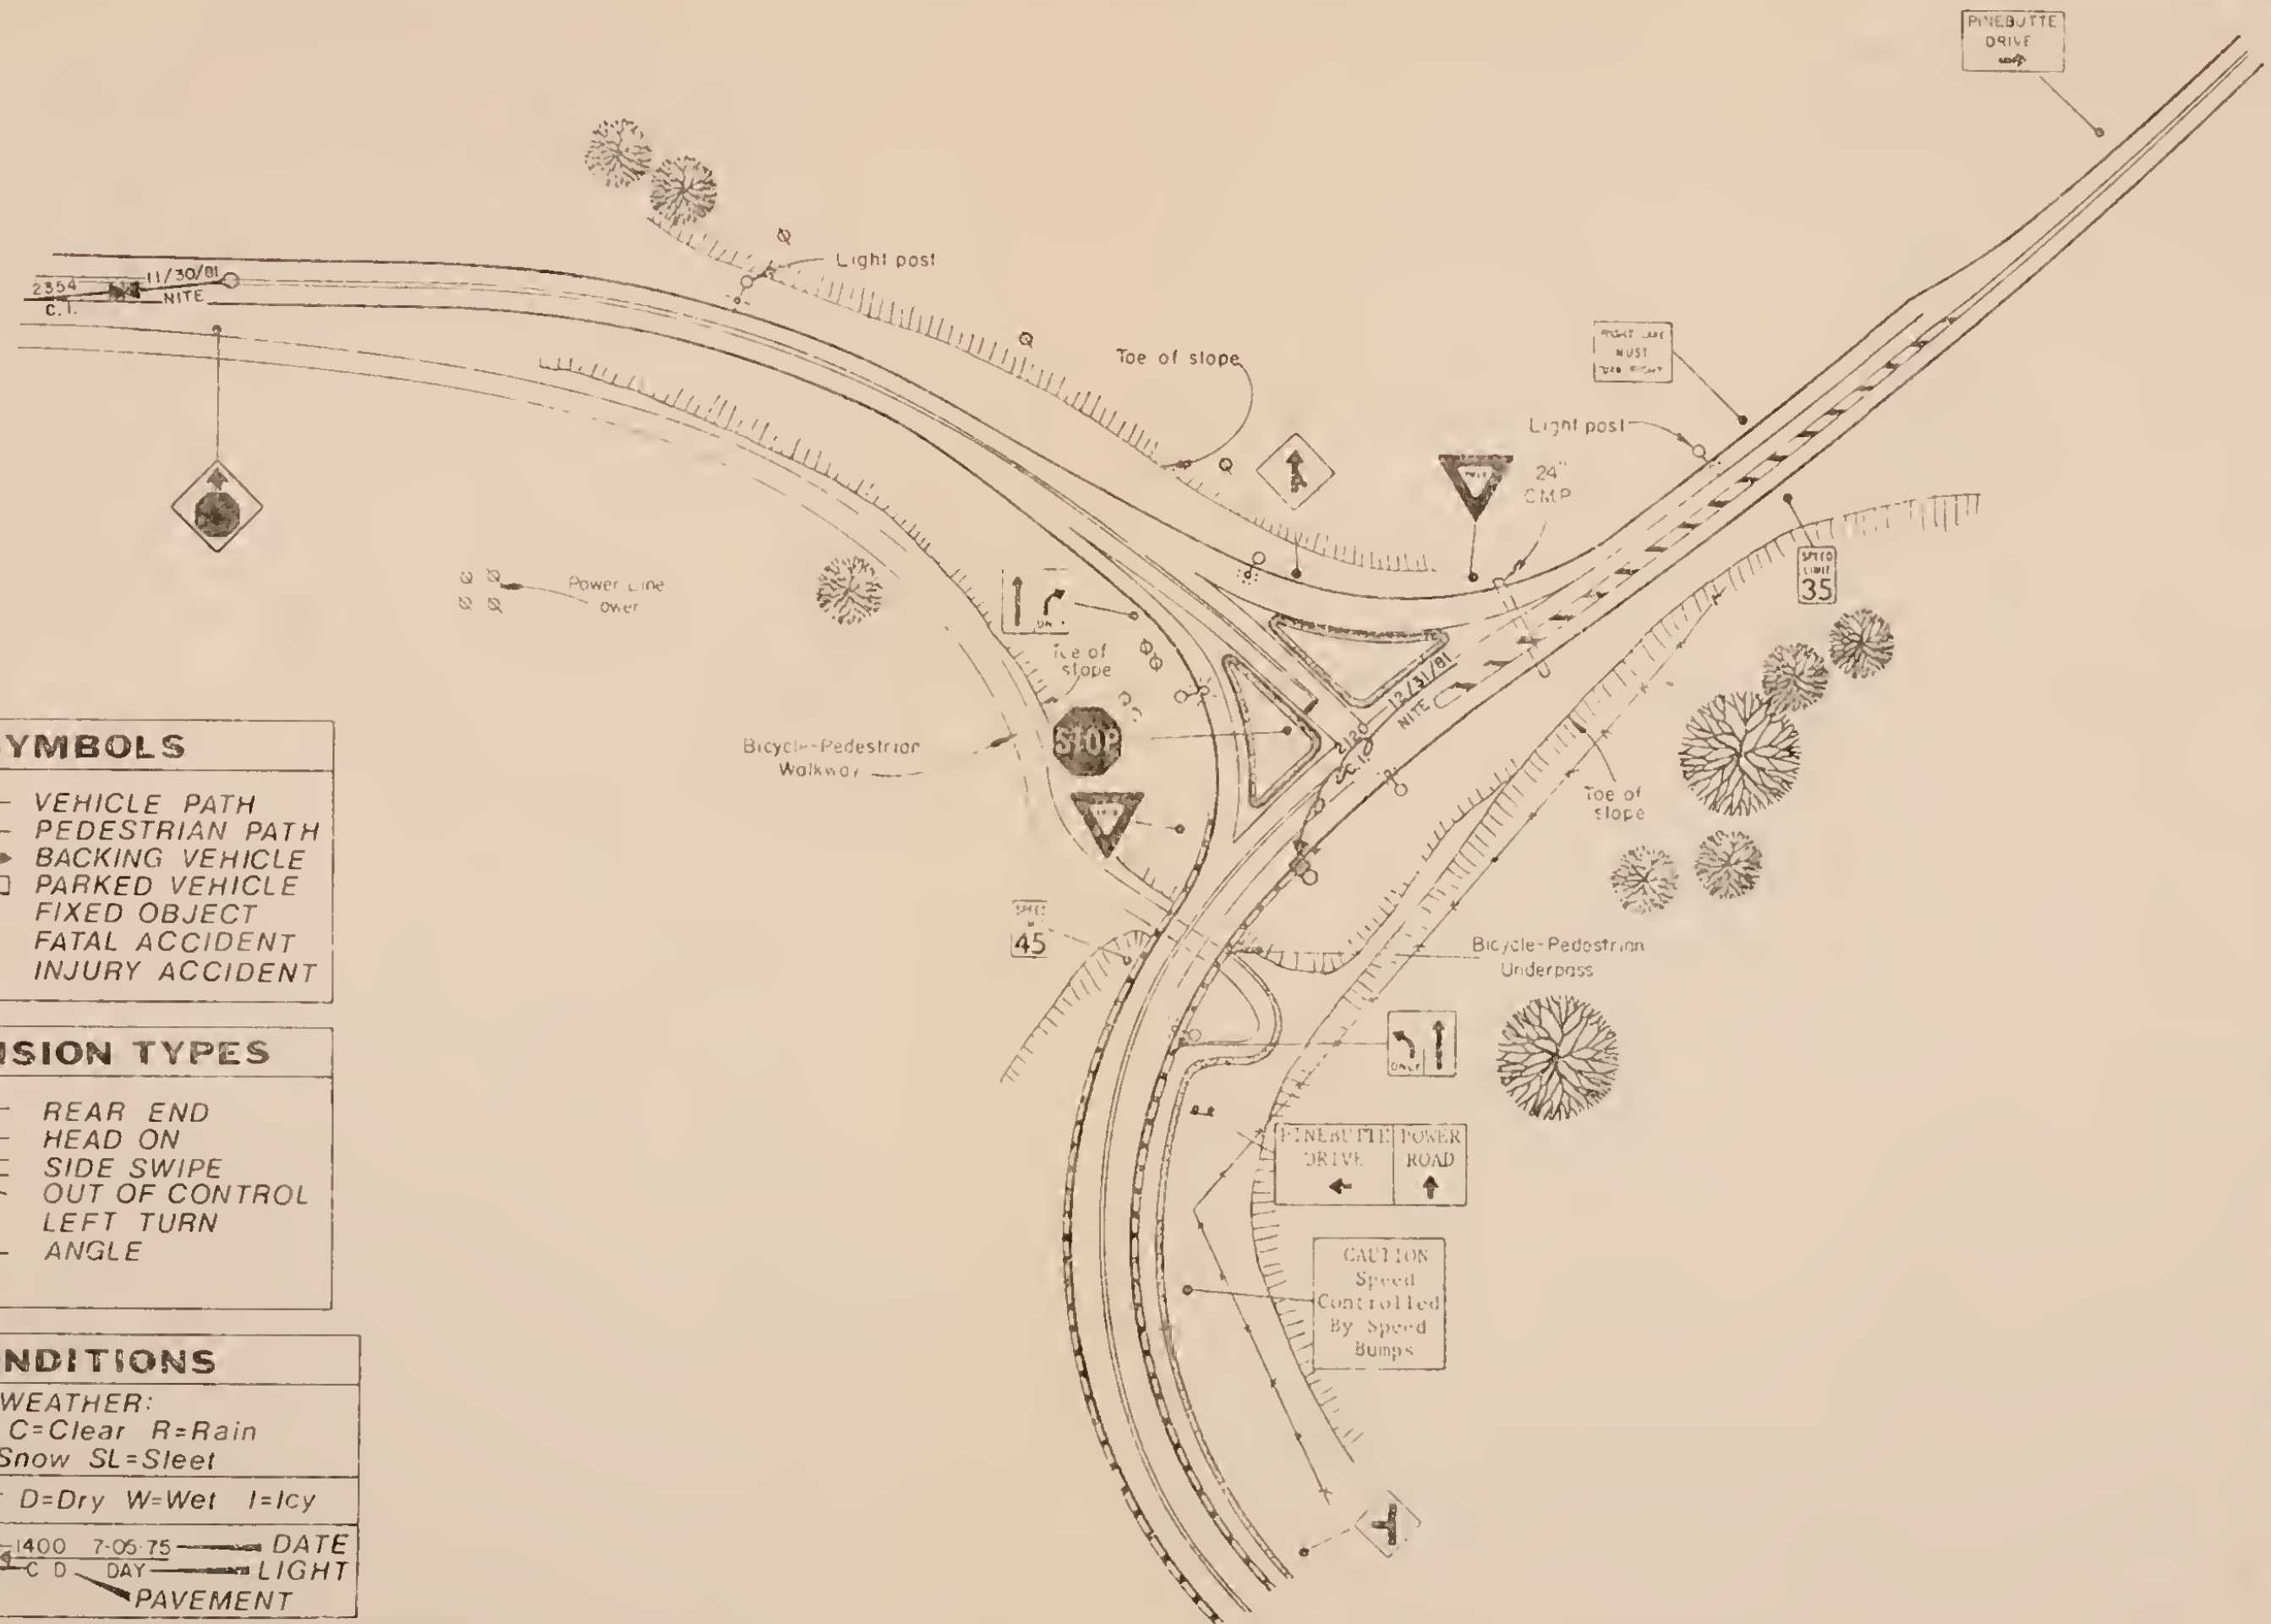 PINEBUTTE
DRIVE
Light post
11/30/81
2354
NITE
C. I.
Toe of slope
MUST
Light post
24"
CMP
SPEED
LIMIT
35
Power Line
over
Toe of
slope
STOP
Bicycle-Pedestrian
Walkway
12/31/81
NITE
2120
C.I.
Toe of
slope
45
Bicycle-Pedestrian
Underpass
ONLY
PINEBUTTE
DRIVE
POWER
ROAD
CAUTION
Speed
Controlled
By Speed
Bumps
YMBOLS
VEHICLE PATH
PEDESTRIAN PATH
BACKING VEHICLE
PARKED VEHICLE
FIXED OBJECT
FATAL ACCIDENT
INJURY ACCIDENT
ISION TYPES
REAR END
HEAD ON
SIDE SWIPE
OUT OF CONTROL
LEFT TURN
ANGLE
NDITIONS
WEATHER:
C=Clear R=Rain
Snow SL=Sleet
: D=Dry W=Wet I=Icy
1400 7-05-75 DATE
C D DAY LIGHT
PAVEMENT